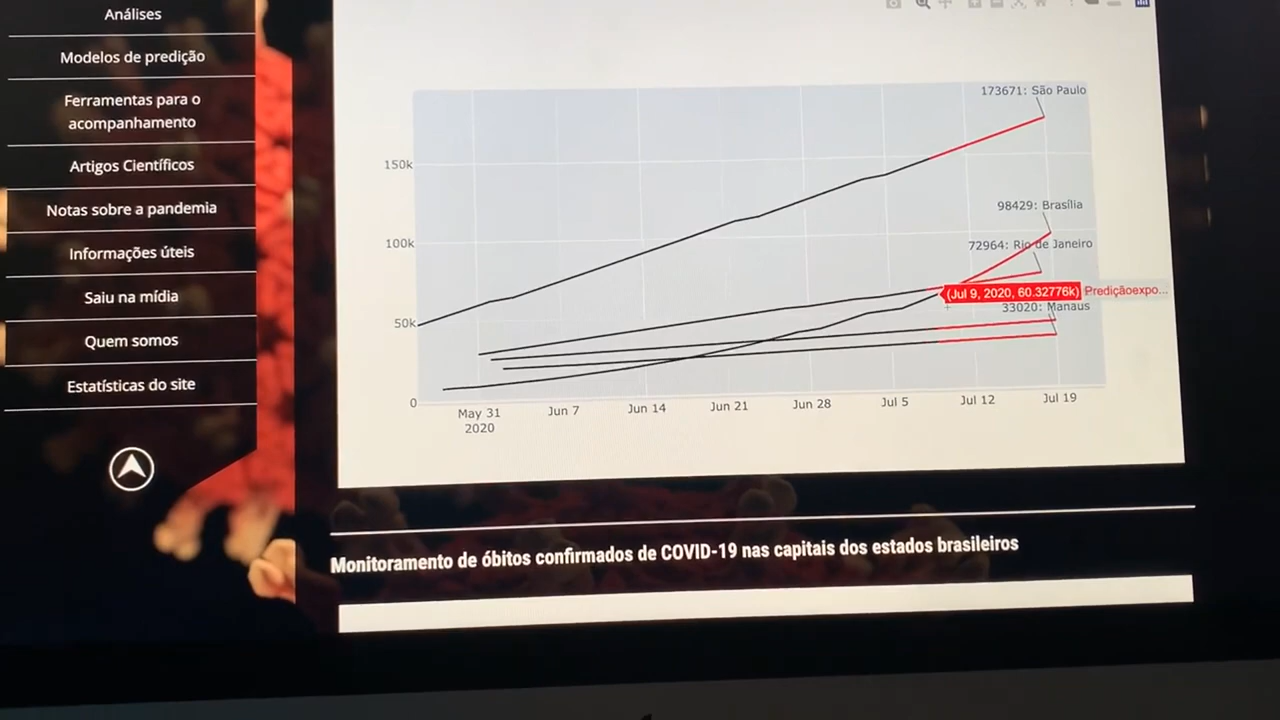 Análises
Modelos de predição
Ferramentas para o
acompanhamento
Artigos Científicos
Notas sobre a pandemia
Informações úteis
Saiu na mídia
Quem somos
Estatísticas do site
173671: São Paulo
150k
98429: Brasília
100k
72964: Rio de Janeiro
(Jul 9, 2020, 60.32776k) Prediçãoexpo...
33020: Manaus
50k
0
May 31
2020
Jun 7
Jun 14
Jun 21
Jun 28
Jul 5
Jul 12
Jul 19
Monitoramento de óbitos confirmados de COVID-19 nas capitais dos estados brasileiros